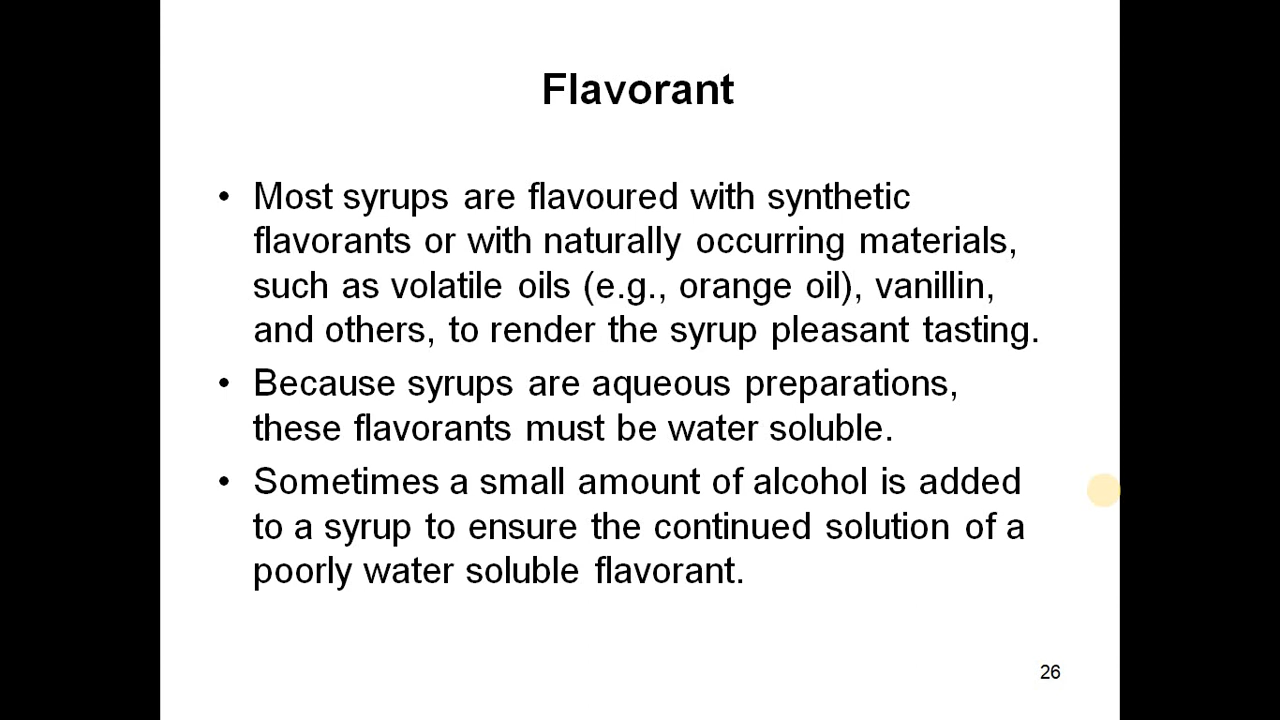 Flavorant
• Most syrups are flavoured with synthetic
flavorants or with naturally occurring materials,
such as volatile oils (e.g., orange oil), vanillin,
and others, to render the syrup pleasant tasting.
• Because syrups are aqueous preparations,
these flavorants must be water soluble.
• Sometimes a small amount of alcohol is added
to a syrup to ensure the continued solution of a
poorly water soluble flavorant.
26